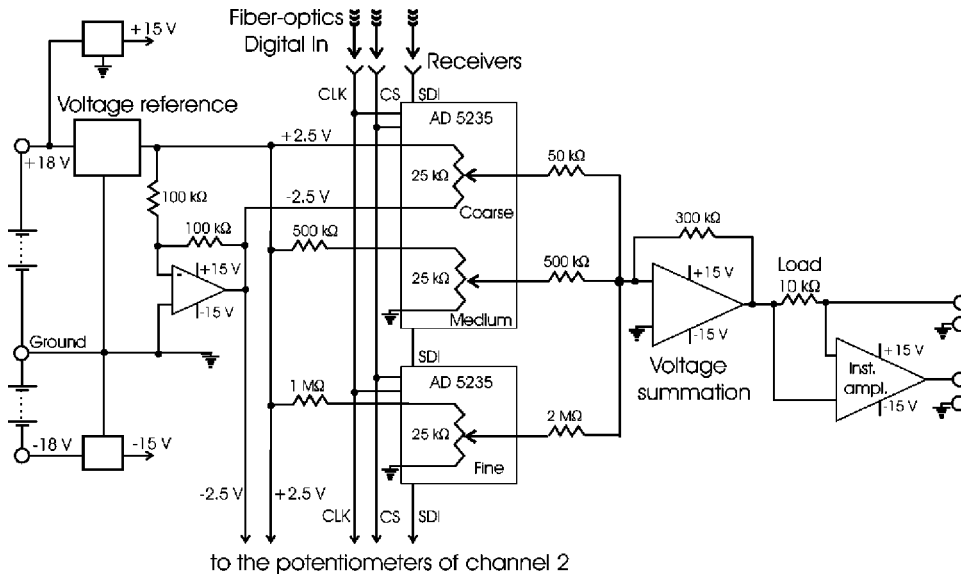 Fiber-optics
Digital In
+15 V
Receivers
CLK
CS
SDI
Voltage reference
AD 5235
+2.5 V
+18 V
50 kΩ
25 kΩ
100 kΩ
-2.5 V
Coarse
100 kΩ
500 kΩ
300 kΩ
500 kΩ
Load
10 kΩ
-
+15 V
25 kΩ
+15 V
-15 V
Medium
-15 V
Ground
Voltage
summation
SDI
+15 V
Inst.
ampl.
-15 V
AD 5235
1 MΩ
2 MΩ
25 kΩ
-18 V
-15 V
Fine
-2.5 V
+2.5 V
CLK
CS
SDI
to the potentiometers of channel 2